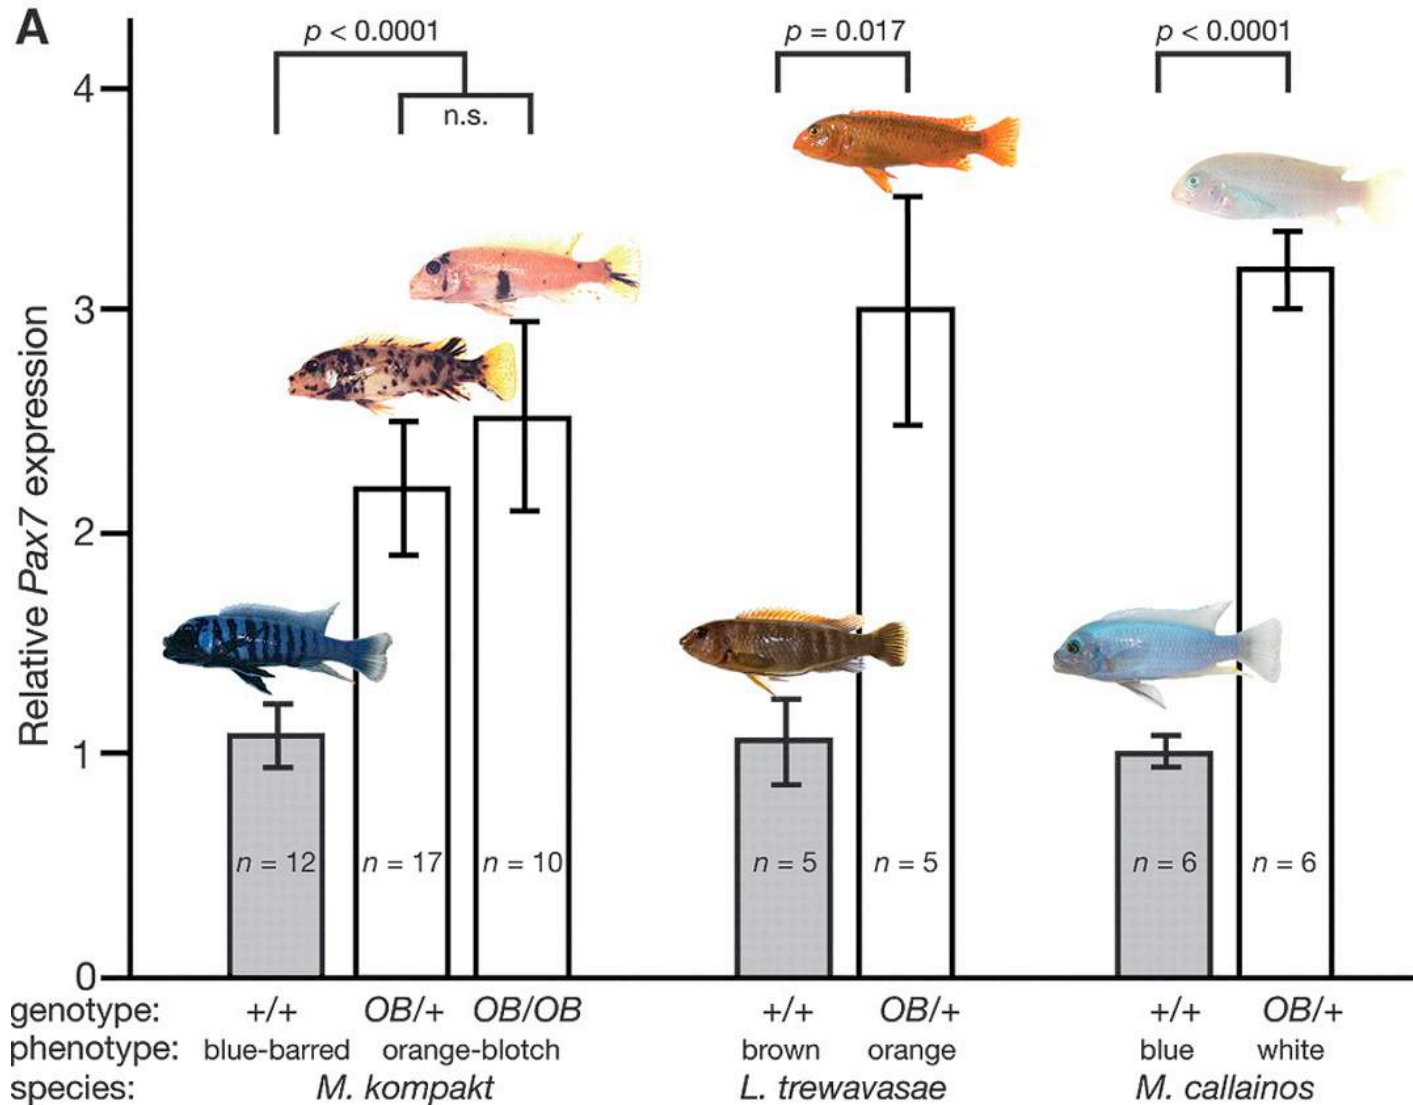 A
p < 0.0001
p = 0.017
p < 0.0001
n.s.
4
3
2
1
0
Relative Pax7 expression
n = 12
n = 17
n = 10
n = 5
n = 5
n = 6
n = 6
genotype: +/+ OB/+ OB/OB +/+ OB/+ +/+ OB/+
phenotype: blue-barred orange-blotch brown orange blue white
species: M. kompakt L. trewavasae M. callainos